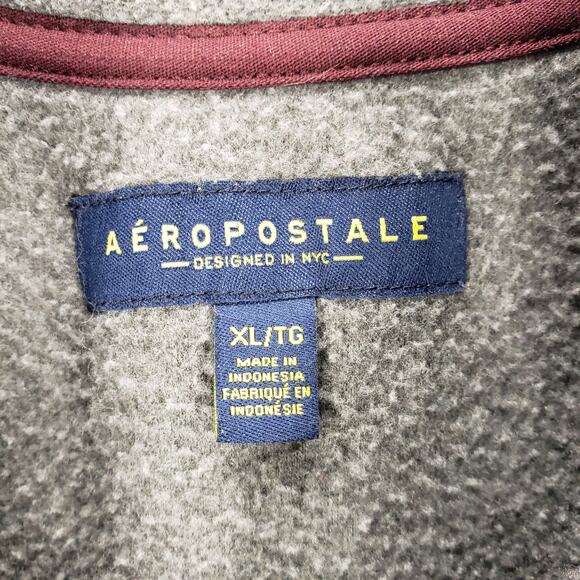 AÉROPOSTALE
DESIGNED IN NYC
XL/TG
MADE IN
INDONESIA
FABRIQUÉ EN
INDONÉSIE